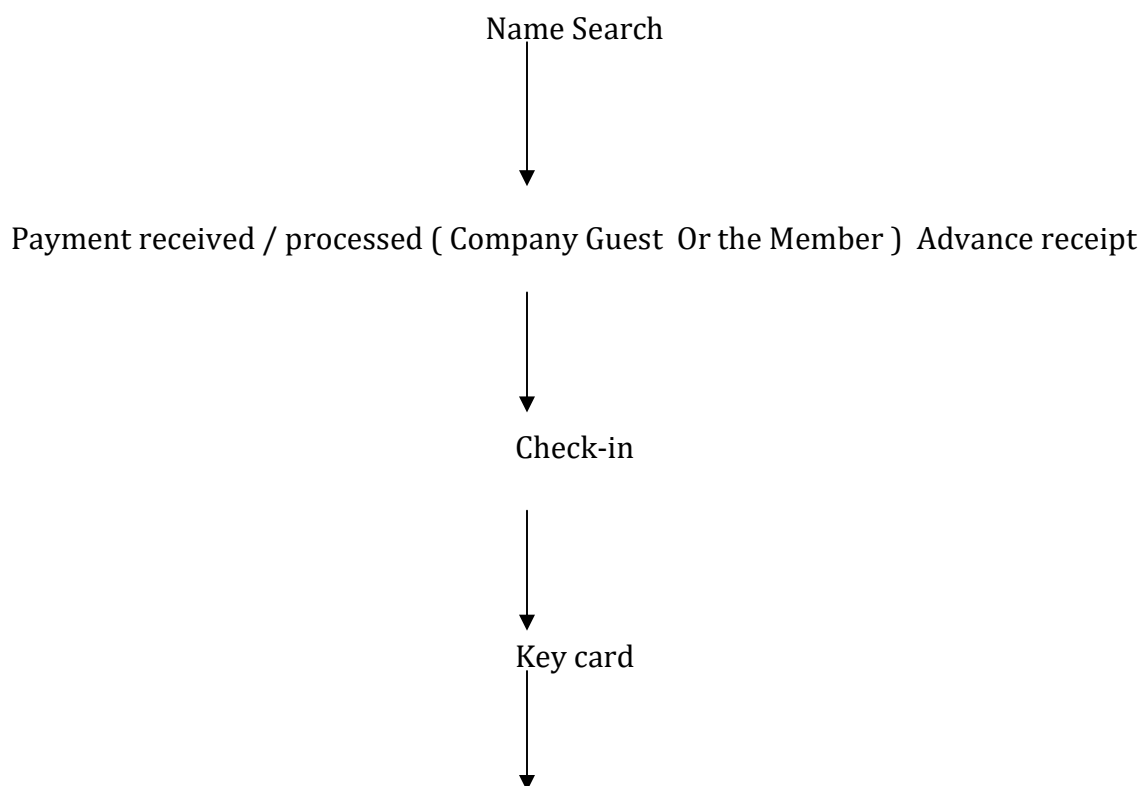 Name Search
Payment received / processed ( Company Guest  Or the Member )  Advance receipt
Check-in
Key card